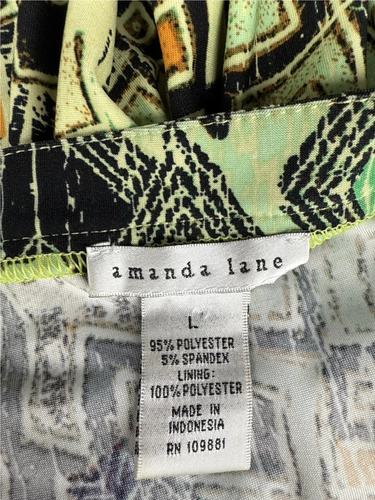 amanda lane
L
95% POLYESTER
5% SPANDEX
LINING:
100% POLYESTER
MADE IN
INDONESIA
RN 109881